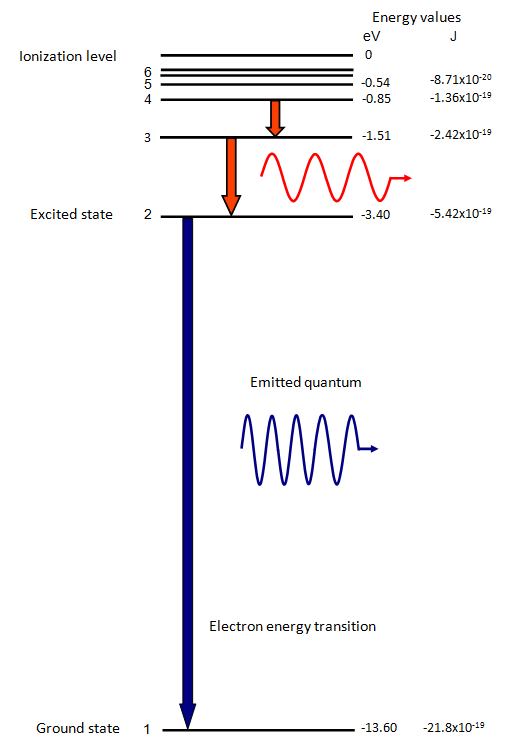 Energy values
eV J
Ionization level 0
6
5 -0.54 -8.71x10⁻²⁰
4 -0.85 -1.36x10⁻¹⁹
3 -1.51 -2.42x10⁻¹⁹
Excited state 2 -3.40 -5.42x10⁻¹⁹
Emitted quantum
Electron energy transition
Ground state 1 -13.60 -21.8x10⁻¹⁹